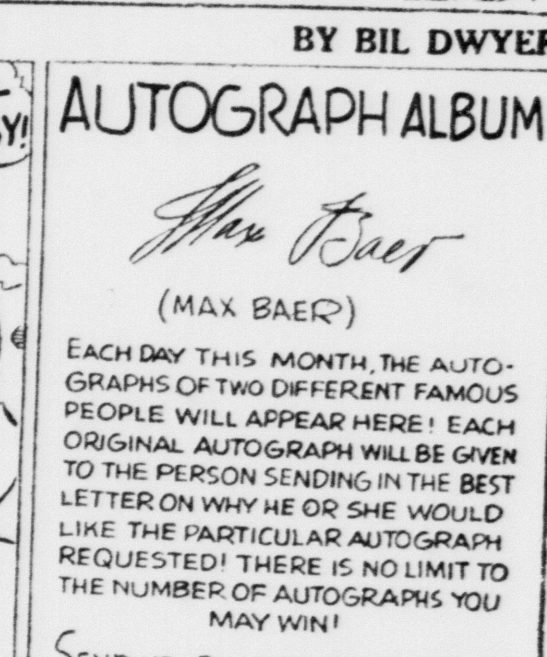 BY BIL DWYER
Y!
AUTOGRAPH ALBUM
Max Baer
(MAX BAER)
EACH DAY THIS MONTH, THE AUTO-
GRAPHS OF TWO DIFFERENT FAMOUS
PEOPLE WILL APPEAR HERE! EACH
ORIGINAL AUTOGRAPH WILL BE GIVEN
TO THE PERSON SENDING IN THE BEST
LETTER ON WHY HE OR SHE WOULD
LIKE THE PARTICULAR AUTOGRAPH
REQUESTED! THERE IS NO LIMIT TO
THE NUMBER OF AUTOGRAPHS YOU
MAY WIN!